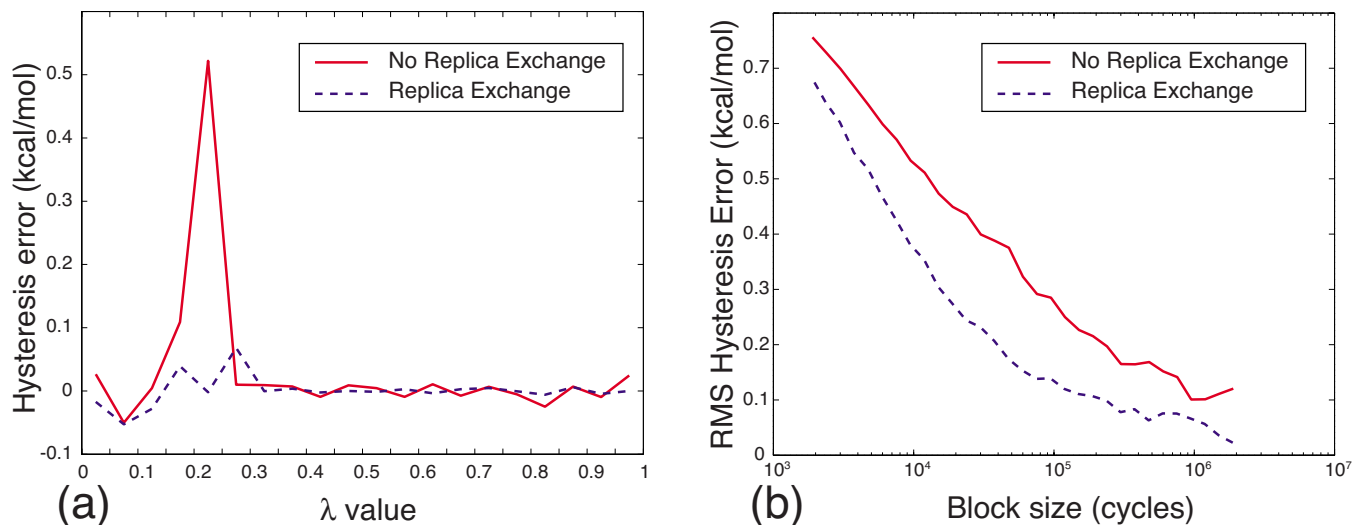 No Replica Exchange
Replica Exchange
Hysteresis error (kcal/mol)
0.5
0.4
0.3
0.2
0.1
0
-0.1
0 0.1 0.2 0.3 0.4 0.5 0.6 0.7 0.8 0.9 1
λ value
(a)
No Replica Exchange
Replica Exchange
RMS Hysteresis Error (kcal/mol)
0.7
0.6
0.5
0.4
0.3
0.2
0.1
0
10³ 10⁴ 10⁵ 10⁶ 10⁷
Block size (cycles)
(b)